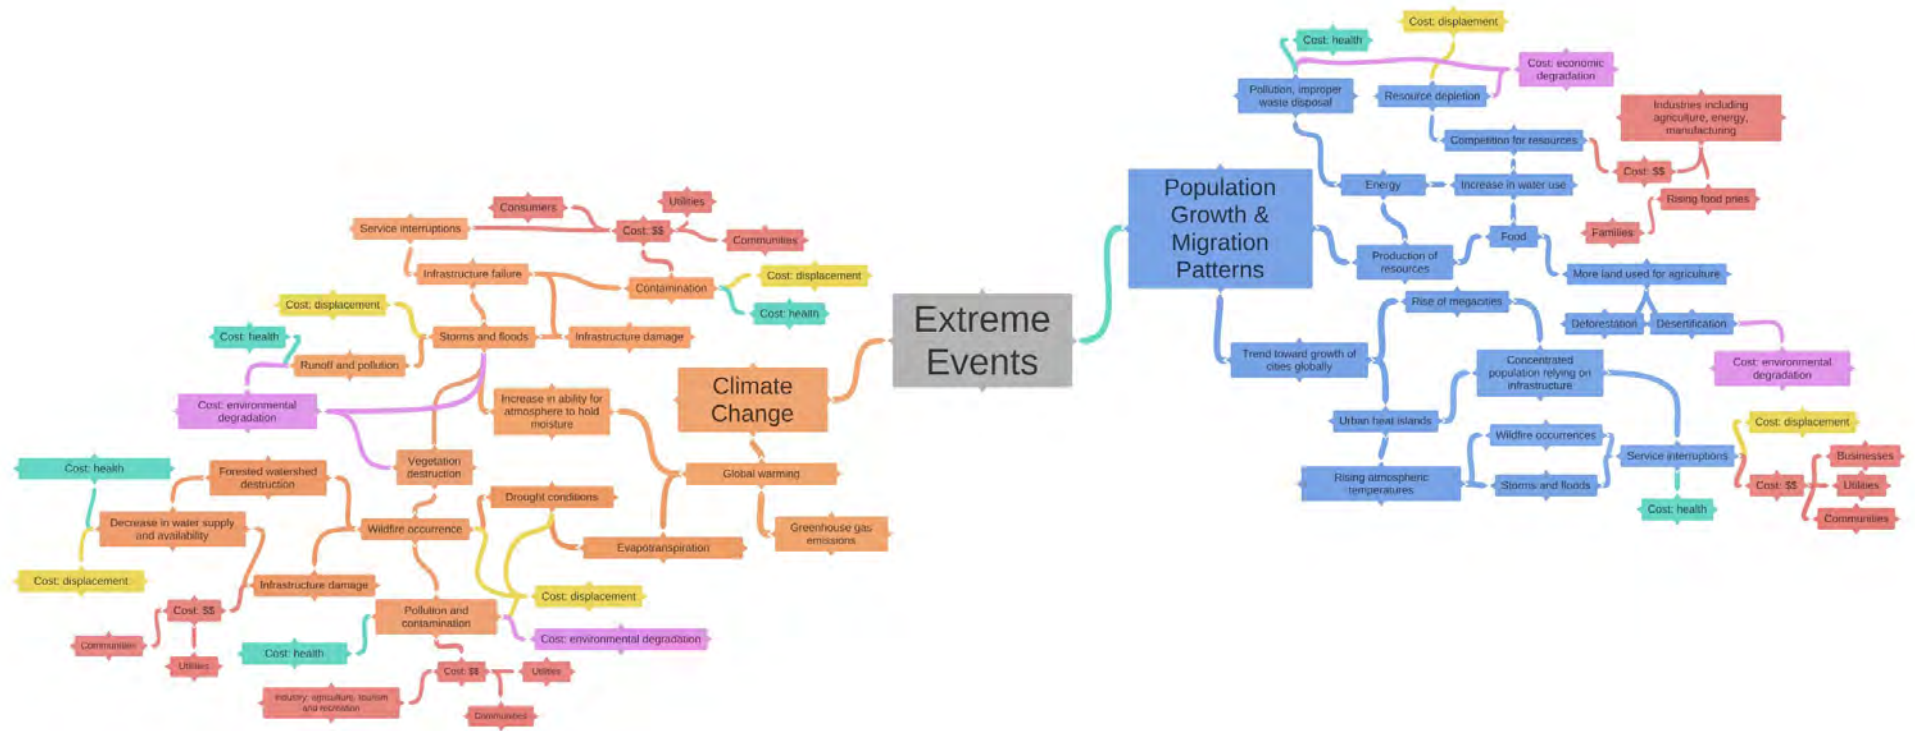 Extreme
Events
Climate
Change
Global warming
Greenhouse gas
emissions
Increase in ability for
atmosphere to hold
moisture
Evapotranspiration
Drought conditions
Storms and floods
Infrastructure failure
Service interruptions
Consumers
Cost: $$
Utilities
Communities
Contamination
Cost: displacement
Cost: health
Infrastructure damage
Cost: displacement
Cost: health
Runoff and pollution
Cost: environmental
degradation
Vegetation
destruction
Wildfire occurrence
Forested watershed
destruction
Cost: health
Decrease in water supply
and availability
Cost: displacement
Infrastructure damage
Cost: $$
Communities
Utilities
Pollution and
contamination
Cost: displacement
Cost: environmental degradation
Cost: health
Cost: $$
Utilities
Industry, agriculture, tourism
and recreation
Communities
Population
Growth &
Migration
Patterns
Cost: displaement
Cost: health
Cost: economic
degradation
Pollution, improper
waste disposal
Resource depletion
Industries including
agriculture, energy,
manufacturing
Competition for resources
Cost: $$
Energy
Increase in water use
Rising food pries
Families
Food
Production of
resources
More land used for agriculture
Deforestation
Desertification
Cost: environmental
degradation
Rise of megacities
Trend toward growth of
cities globally
Concentrated
population relying on
infrastructure
Urban heat islands
Wildfire occurrences
Rising atmospheric
temperatures
Storms and floods
Service interruptions
Cost: displacement
Businesses
Cost: $$
Utilities
Communities
Cost: health